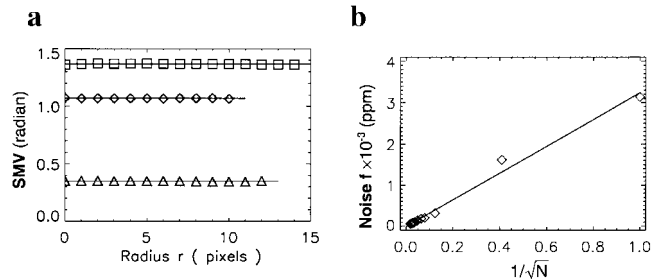 a
1.5
1.0
0.5
0.0
SMV (radian)
0 5 10 15
Radius r ( pixels )
b
4
3
2
1
0
Noise f ×10⁻³ (ppm)
0.0 0.2 0.4 0.6 0.8 1.0
1/√N